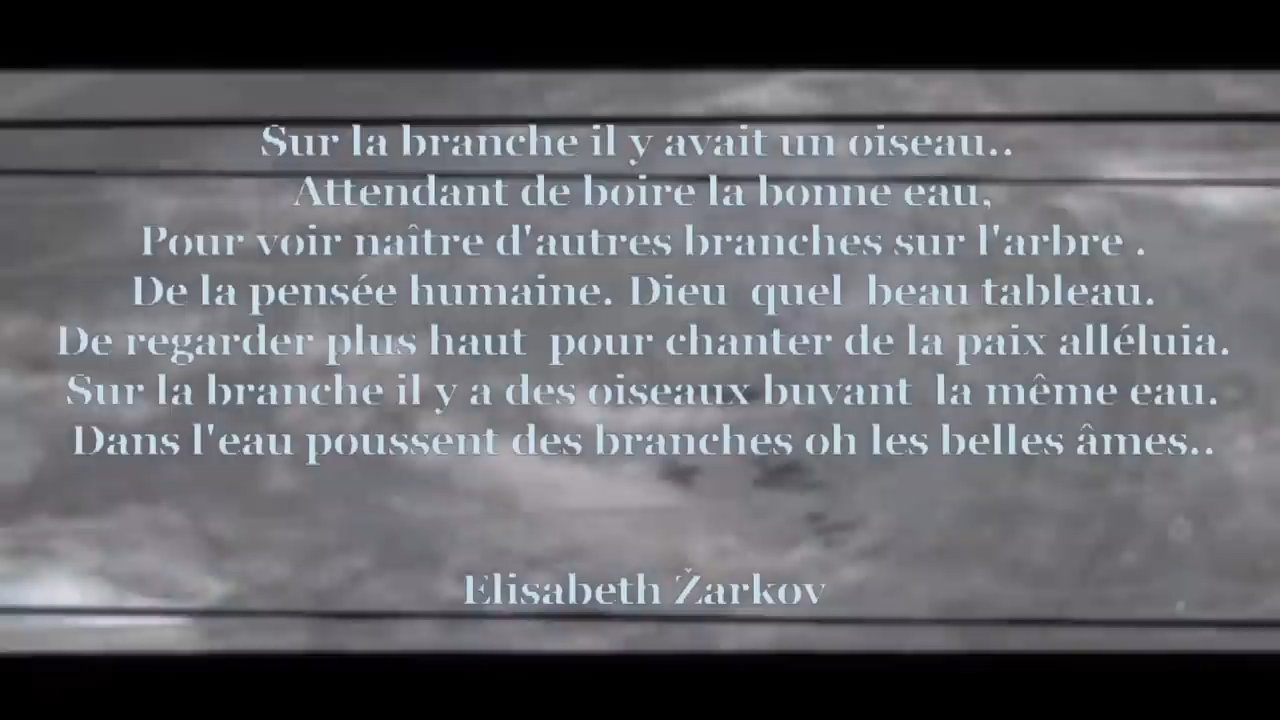 Sur la branche il y avait un oiseau..
Attendant de boire la bonne eau,
Pour voir naître d'autres branches sur l'arbre .
De la pensée humaine. Dieu quel beau tableau.
De regarder plus haut pour chanter de la paix alléluia.
Sur la branche il y a des oiseaux buvant la même eau.
Dans l'eau poussent des branches oh les belles âmes..
Elisabeth Žarkov